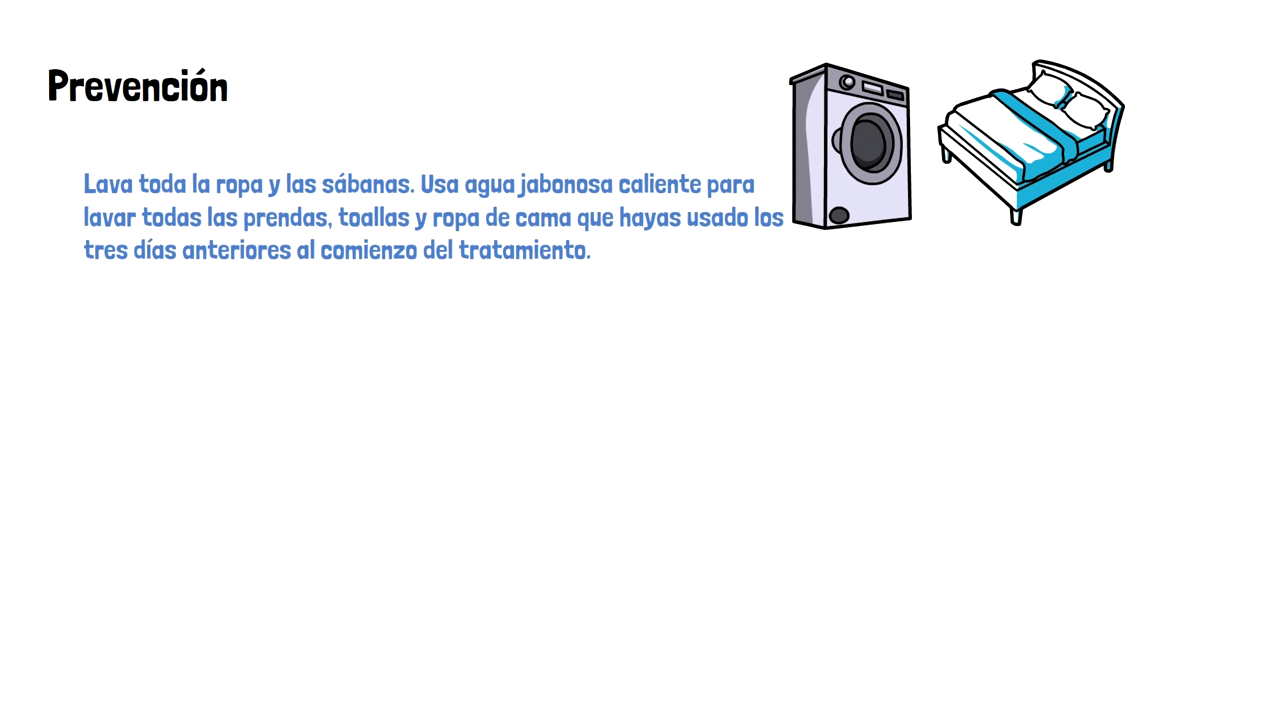 Prevención
Lava toda la ropa y las sábanas. Usa agua jabonosa caliente para
lavar todas las prendas, toallas y ropa de cama que hayas usado los
tres días anteriores al comienzo del tratamiento.